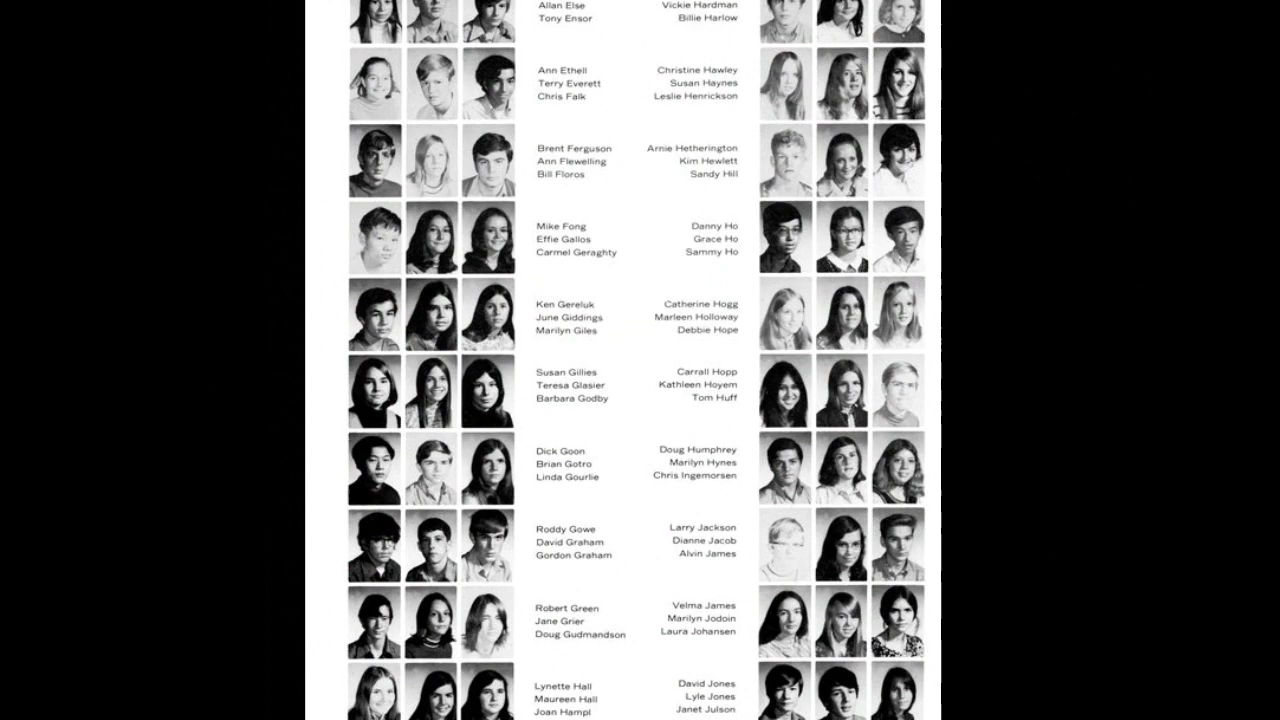 Allan Else
Tony Ensor
Ann Ethell
Terry Everett
Chris Falk
Brent Ferguson
Ann Flewelling
Bill Floros
Mike Fong
Effie Gallos
Carmel Geraghty
Ken Gereluk
June Giddings
Marilyn Giles
Susan Gillies
Teresa Glasier
Barbara Godby
Dick Goon
Brian Gotro
Linda Gourlie
Roddy Gowe
David Graham
Gordon Graham
Robert Green
Jane Grier
Doug Gudmandson
Lynette Hall
Maureen Hall
Joan Hampl
Vickie Hardman
Billie Harlow
Christine Hawley
Susan Haynes
Leslie Henrickson
Arnie Hetherington
Kim Hewlett
Sandy Hill
Danny Ho
Grace Ho
Sammy Ho
Catherine Hogg
Marleen Holloway
Debbie Hope
Carrall Hopp
Kathleen Hoyem
Tom Huff
Doug Humphrey
Marilyn Hynes
Chris Ingemorsen
Larry Jackson
Dianne Jacob
Alvin James
Velma James
Marilyn Jodoin
Laura Johansen
David Jones
Lyle Jones
Janet Julson